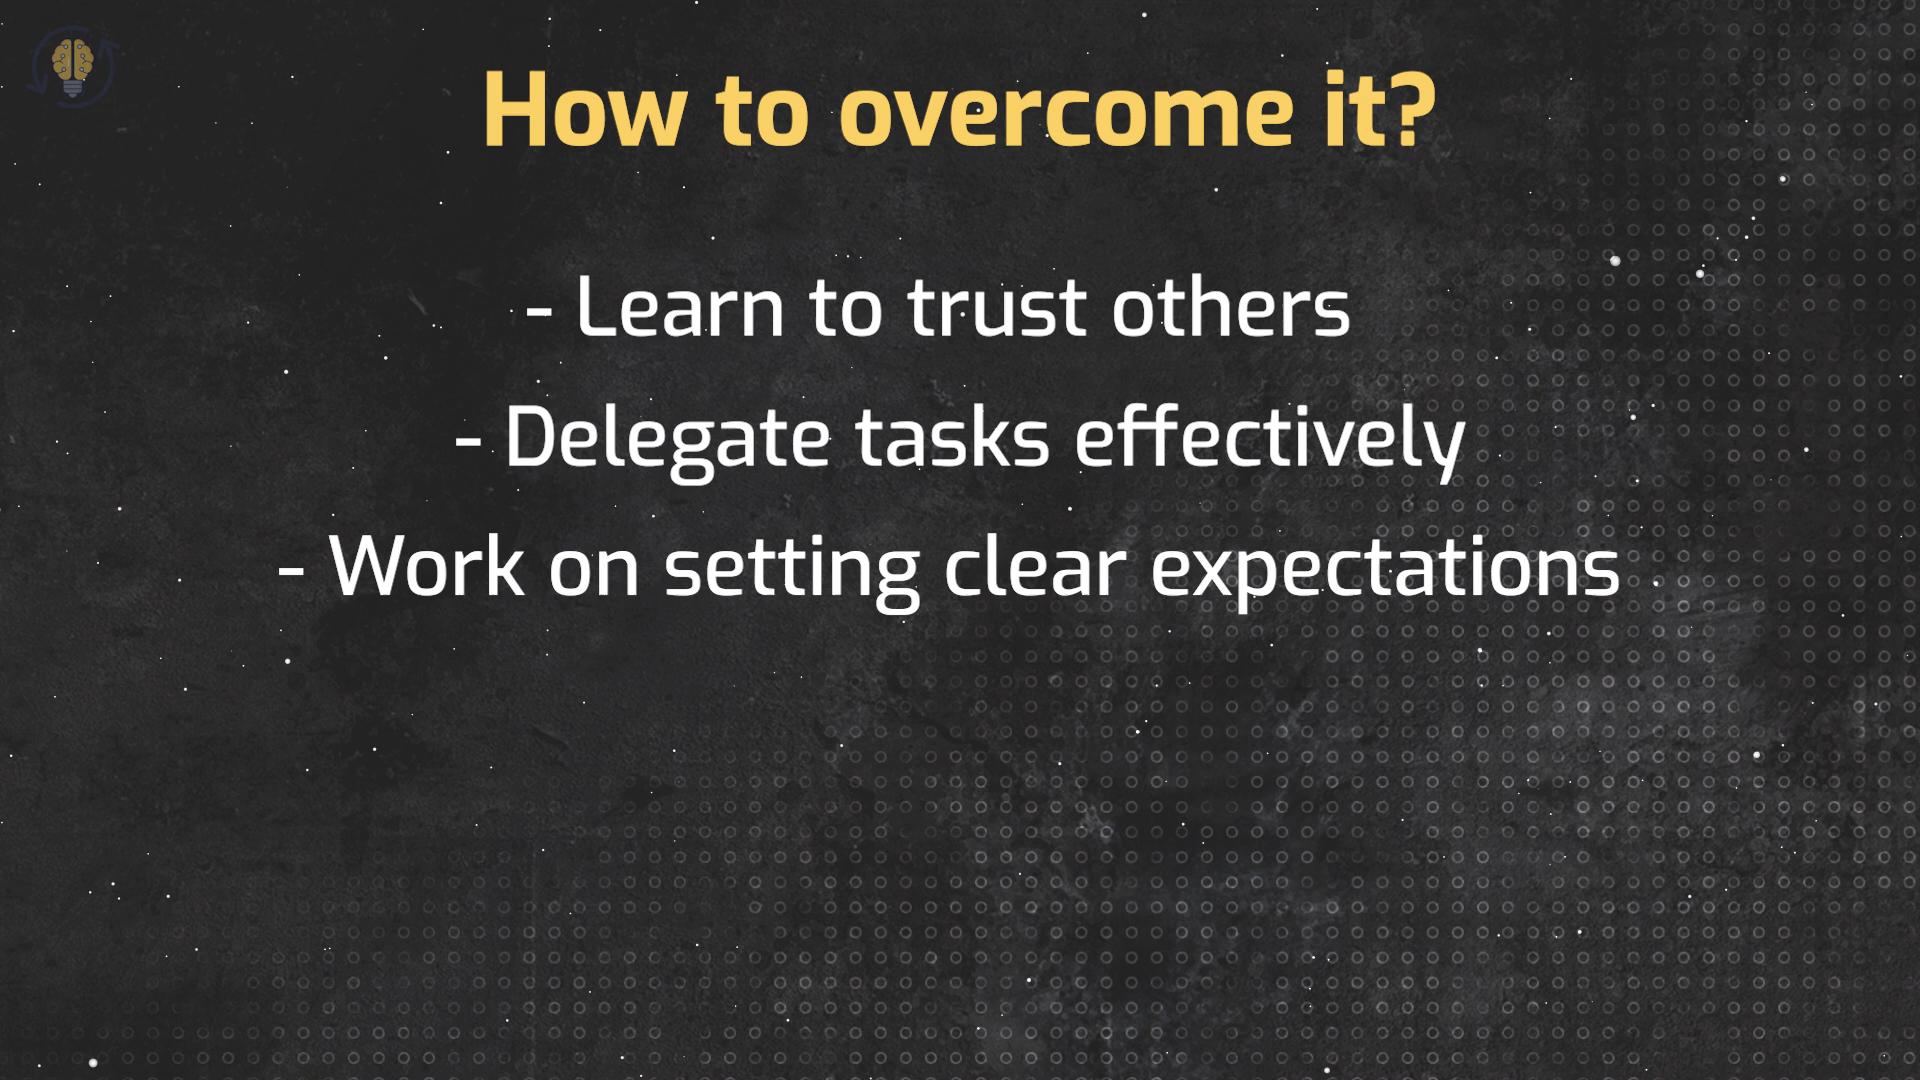 How to overcome it?
- Learn to trust others
- Delegate tasks effectively
- Work on setting clear expectations